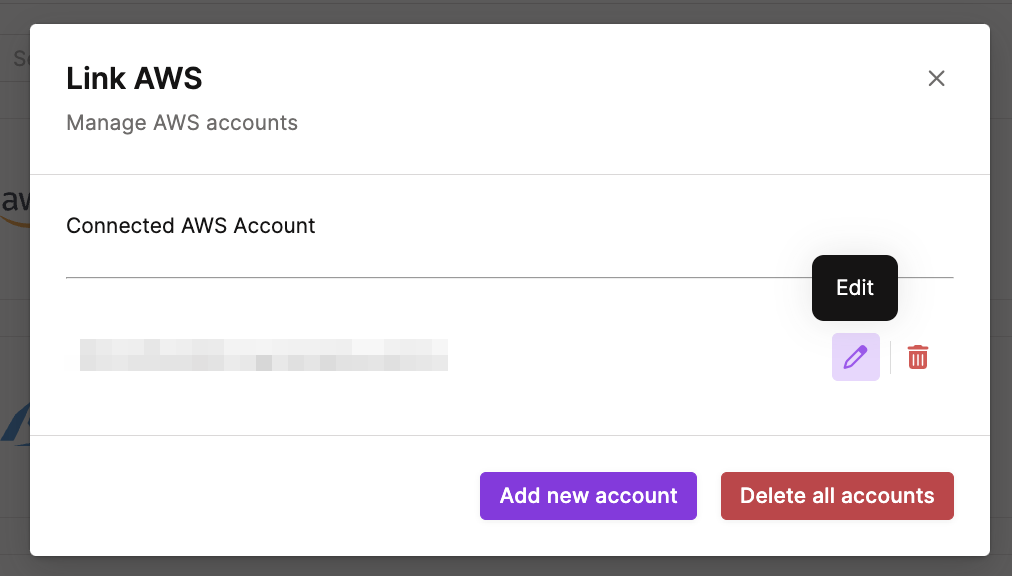 Link AWS
Manage AWS accounts
Connected AWS Account
Edit
Add new account
Delete all accounts